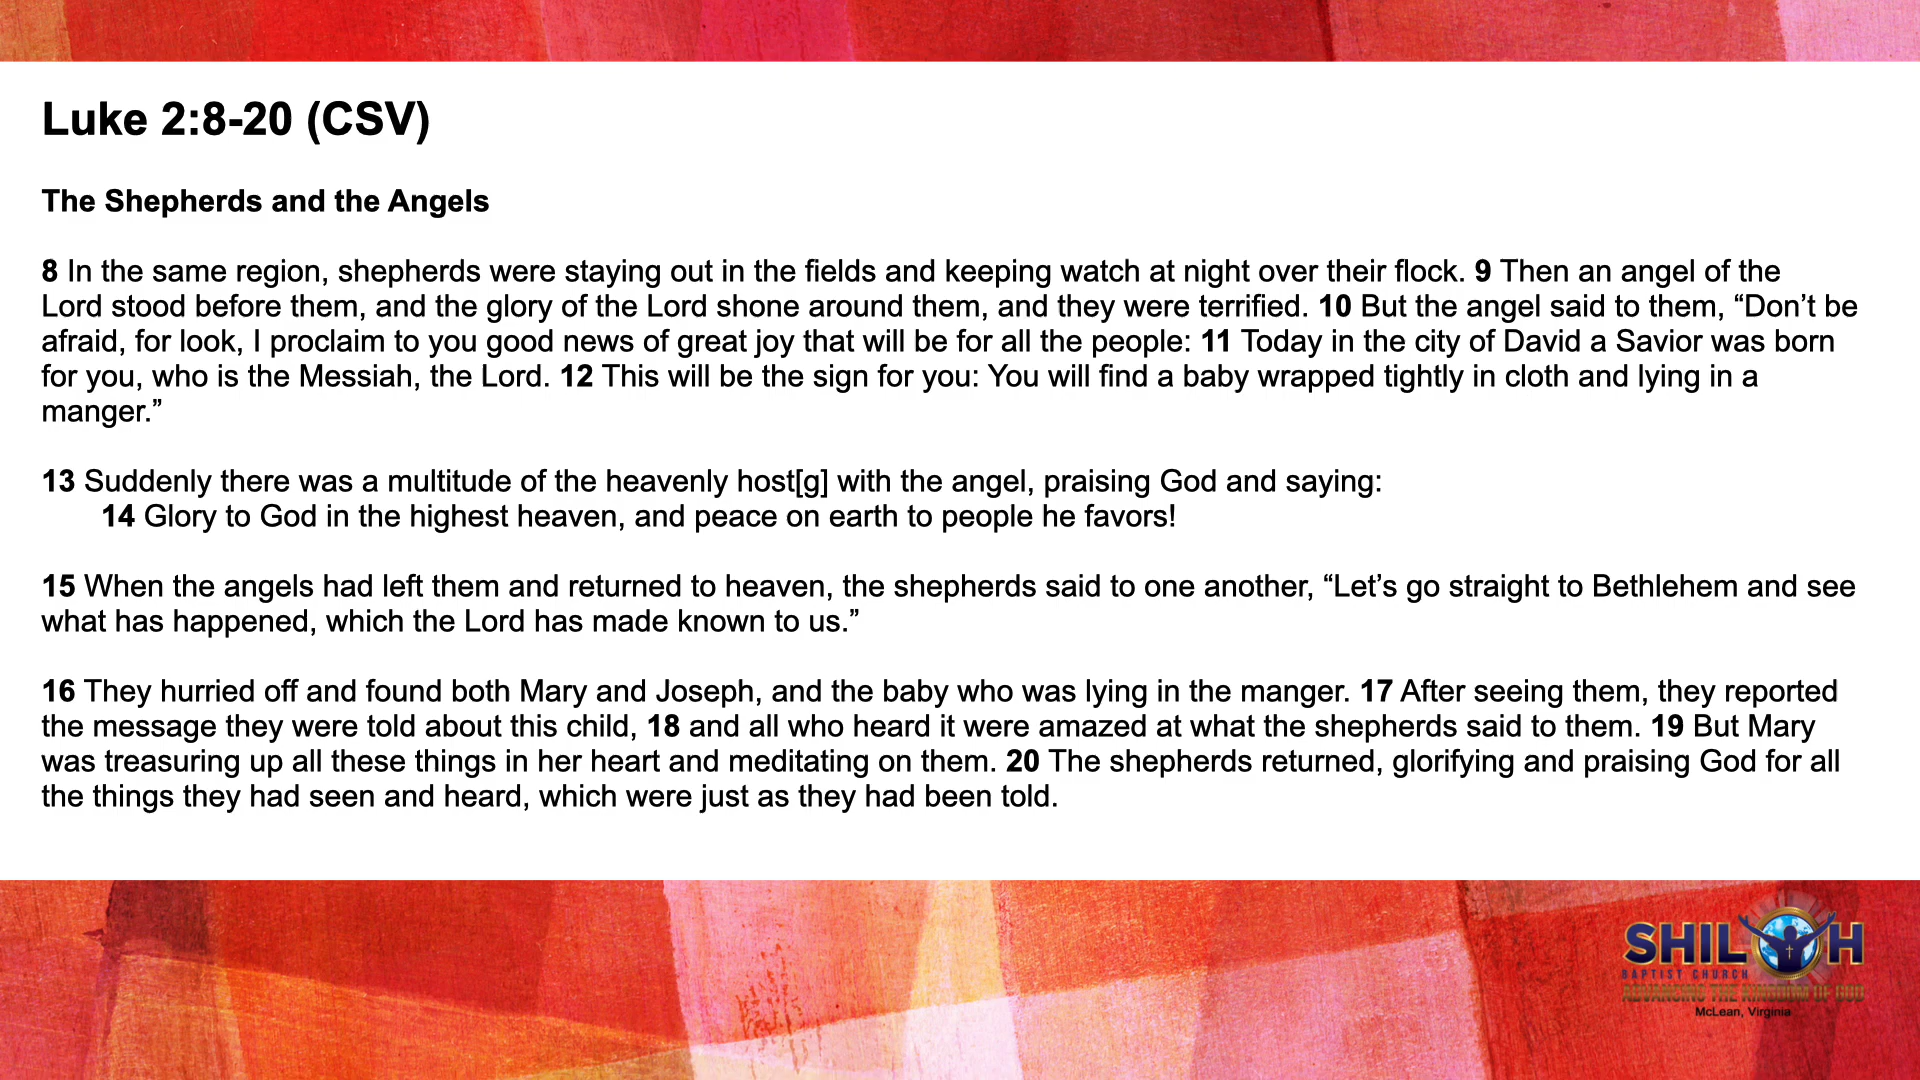 Luke 2:8-20 (CSV)
The Shepherds and the Angels
8 In the same region, shepherds were staying out in the fields and keeping watch at night over their flock. 9 Then an angel of the
Lord stood before them, and the glory of the Lord shone around them, and they were terrified. 10 But the angel said to them, “Don’t be
afraid, for look, I proclaim to you good news of great joy that will be for all the people: 11 Today in the city of David a Savior was born
for you, who is the Messiah, the Lord. 12 This will be the sign for you: You will find a baby wrapped tightly in cloth and lying in a
manger.”
13 Suddenly there was a multitude of the heavenly host[g] with the angel, praising God and saying:
14 Glory to God in the highest heaven, and peace on earth to people he favors!
15 When the angels had left them and returned to heaven, the shepherds said to one another, “Let’s go straight to Bethlehem and see
what has happened, which the Lord has made known to us.”
16 They hurried off and found both Mary and Joseph, and the baby who was lying in the manger. 17 After seeing them, they reported
the message they were told about this child, 18 and all who heard it were amazed at what the shepherds said to them. 19 But Mary
was treasuring up all these things in her heart and meditating on them. 20 The shepherds returned, glorifying and praising God for all
the things they had seen and heard, which were just as they had been told.
SHILOH
BAPTIST CHURCH
ADVANCING THE KINGDOM OF GOD
McLean, Virginia